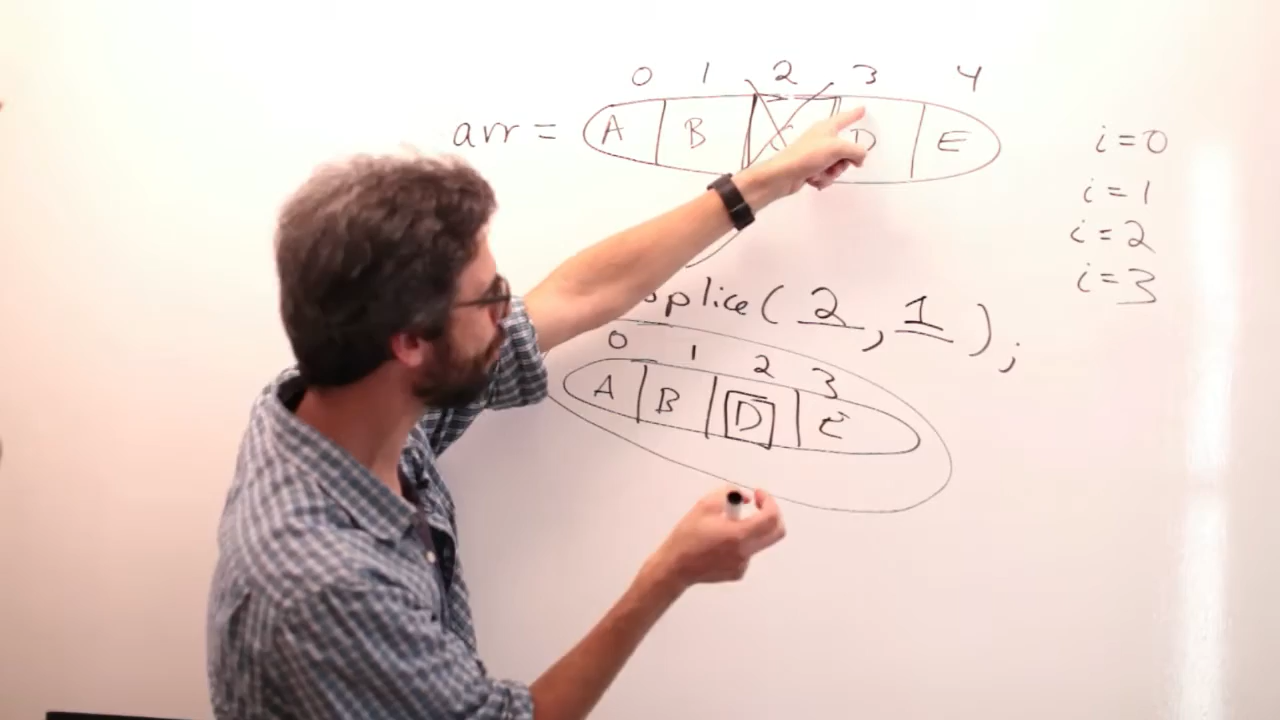 0 1 2 3 4
arr = A B C D E
i=0
i=1
i=2
i=3
splice(2,1);
0 1 2 3
A B D E